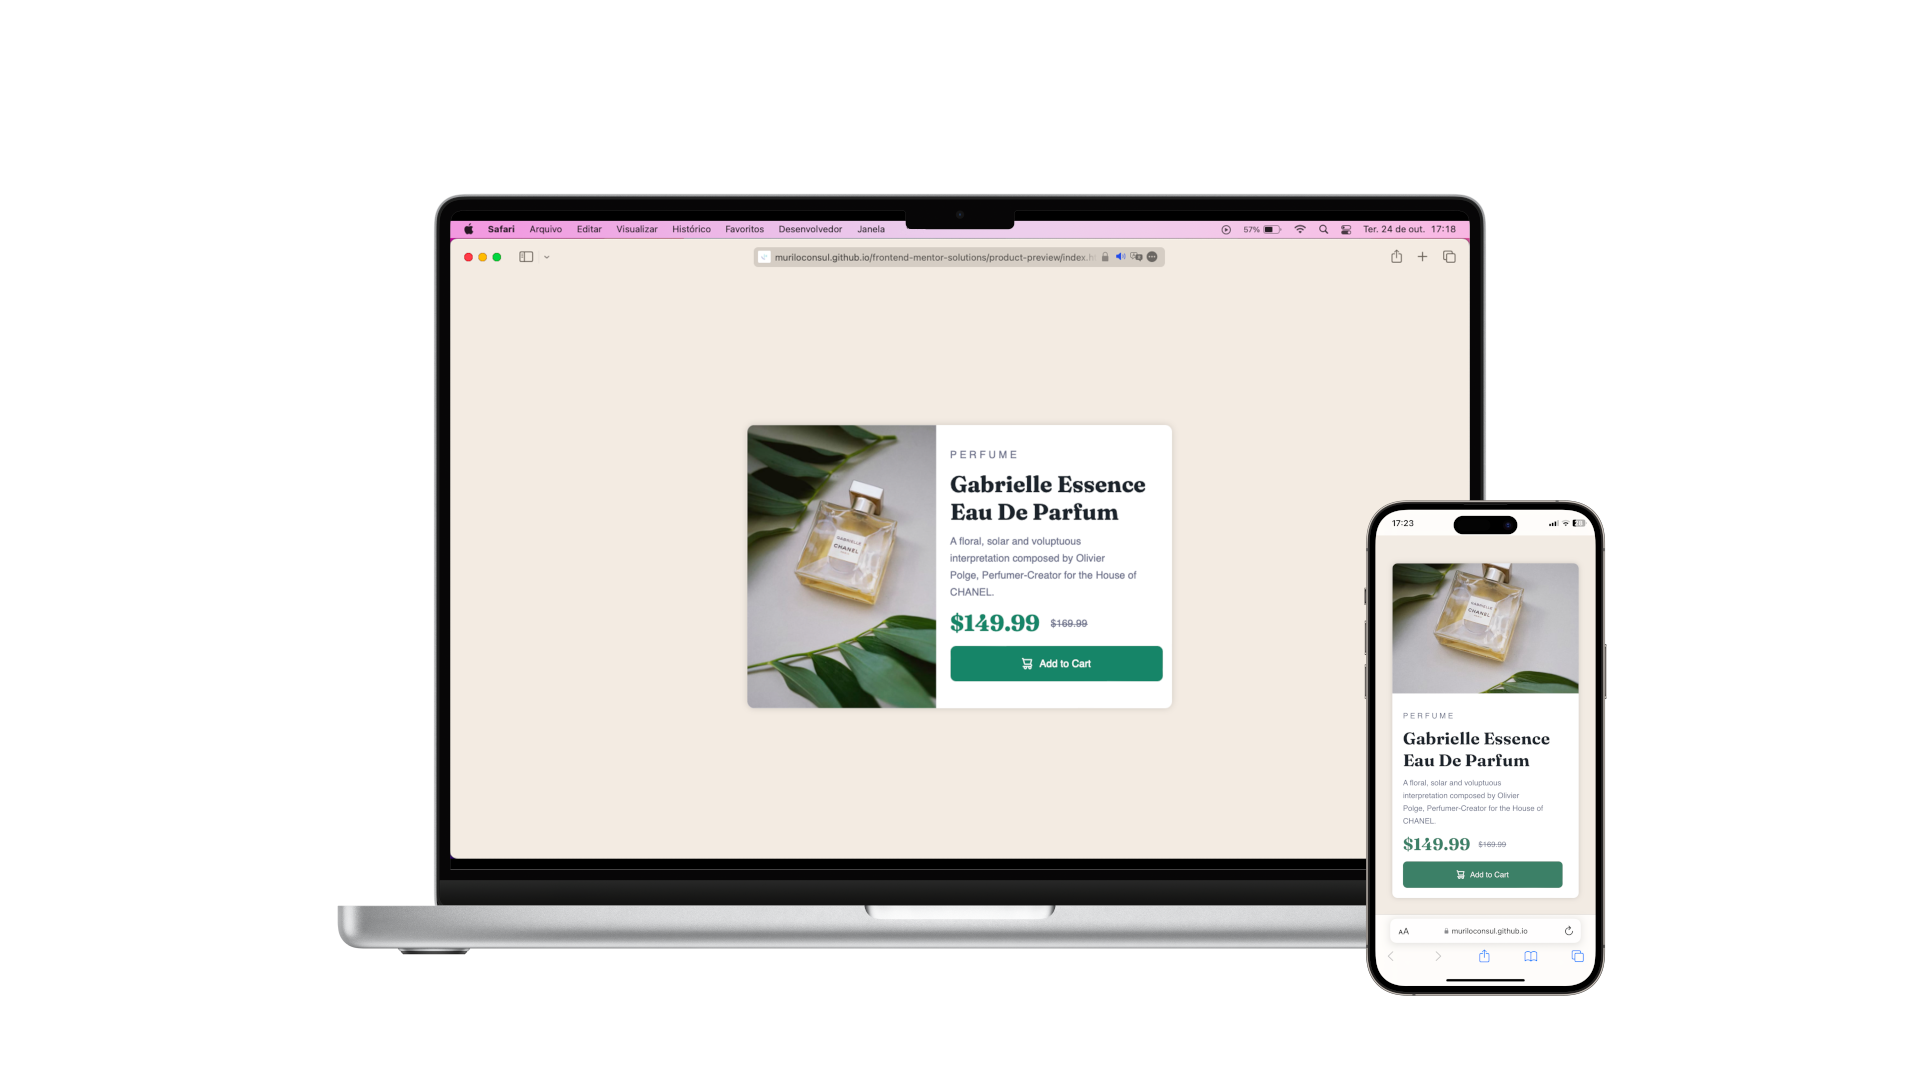 Safari Arquivo Editar Visualizar Histórico Favoritos Desenvolvedor Janela
57% Ter. 24 de out. 17:18
muriloconsul.github.io/frontend-mentor-solutions/product-preview/index.h
GABRIELLE
CHANEL
PERFUME
Gabrielle Essence
Eau De Parfum
A floral, solar and voluptuous
interpretation composed by Olivier
Polge, Perfumer-Creator for the House of
CHANEL.
$149.99 $169.99
Add to Cart
17:23
GABRIELLE
CHANEL
PERFUME
Gabrielle Essence
Eau De Parfum
A floral, solar and voluptuous
interpretation composed by Olivier
Polge, Perfumer-Creator for the House of
CHANEL.
$149.99 $169.99
Add to Cart
AA muriloconsul.github.io